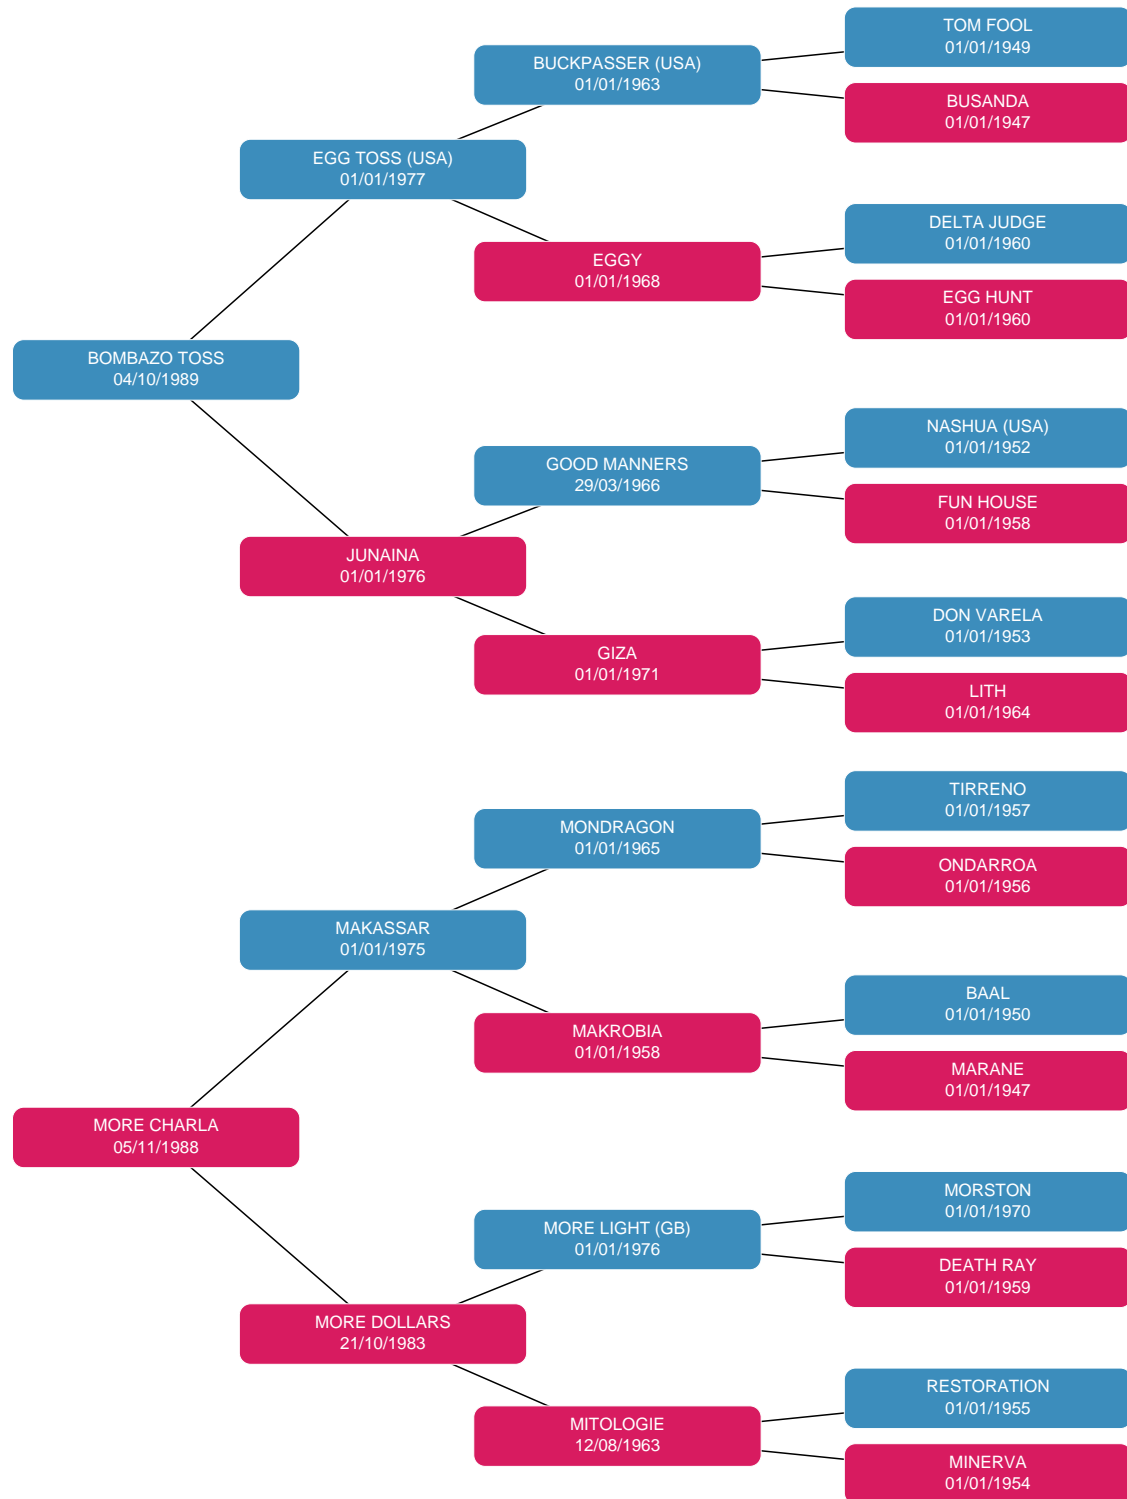 TOM FOOL
01/01/1949
BUCKPASSER (USA)
01/01/1963
BUSANDA
01/01/1947
EGG TOSS (USA)
01/01/1977
DELTA JUDGE
01/01/1960
EGGY
01/01/1968
EGG HUNT
01/01/1960
BOMBAZO TOSS
04/10/1989
NASHUA (USA)
01/01/1952
GOOD MANNERS
29/03/1966
FUN HOUSE
01/01/1958
JUNAINA
01/01/1976
DON VARELA
01/01/1953
GIZA
01/01/1971
LITH
01/01/1964
TIRRENO
01/01/1957
MONDRAGON
01/01/1965
ONDARROA
01/01/1956
MAKASSAR
01/01/1975
BAAL
01/01/1950
MAKROBIA
01/01/1958
MARANE
01/01/1947
MORE CHARLA
05/11/1988
MORSTON
01/01/1970
MORE LIGHT (GB)
01/01/1976
DEATH RAY
01/01/1959
MORE DOLLARS
21/10/1983
RESTORATION
01/01/1955
MITOLOGIE
12/08/1963
MINERVA
01/01/1954